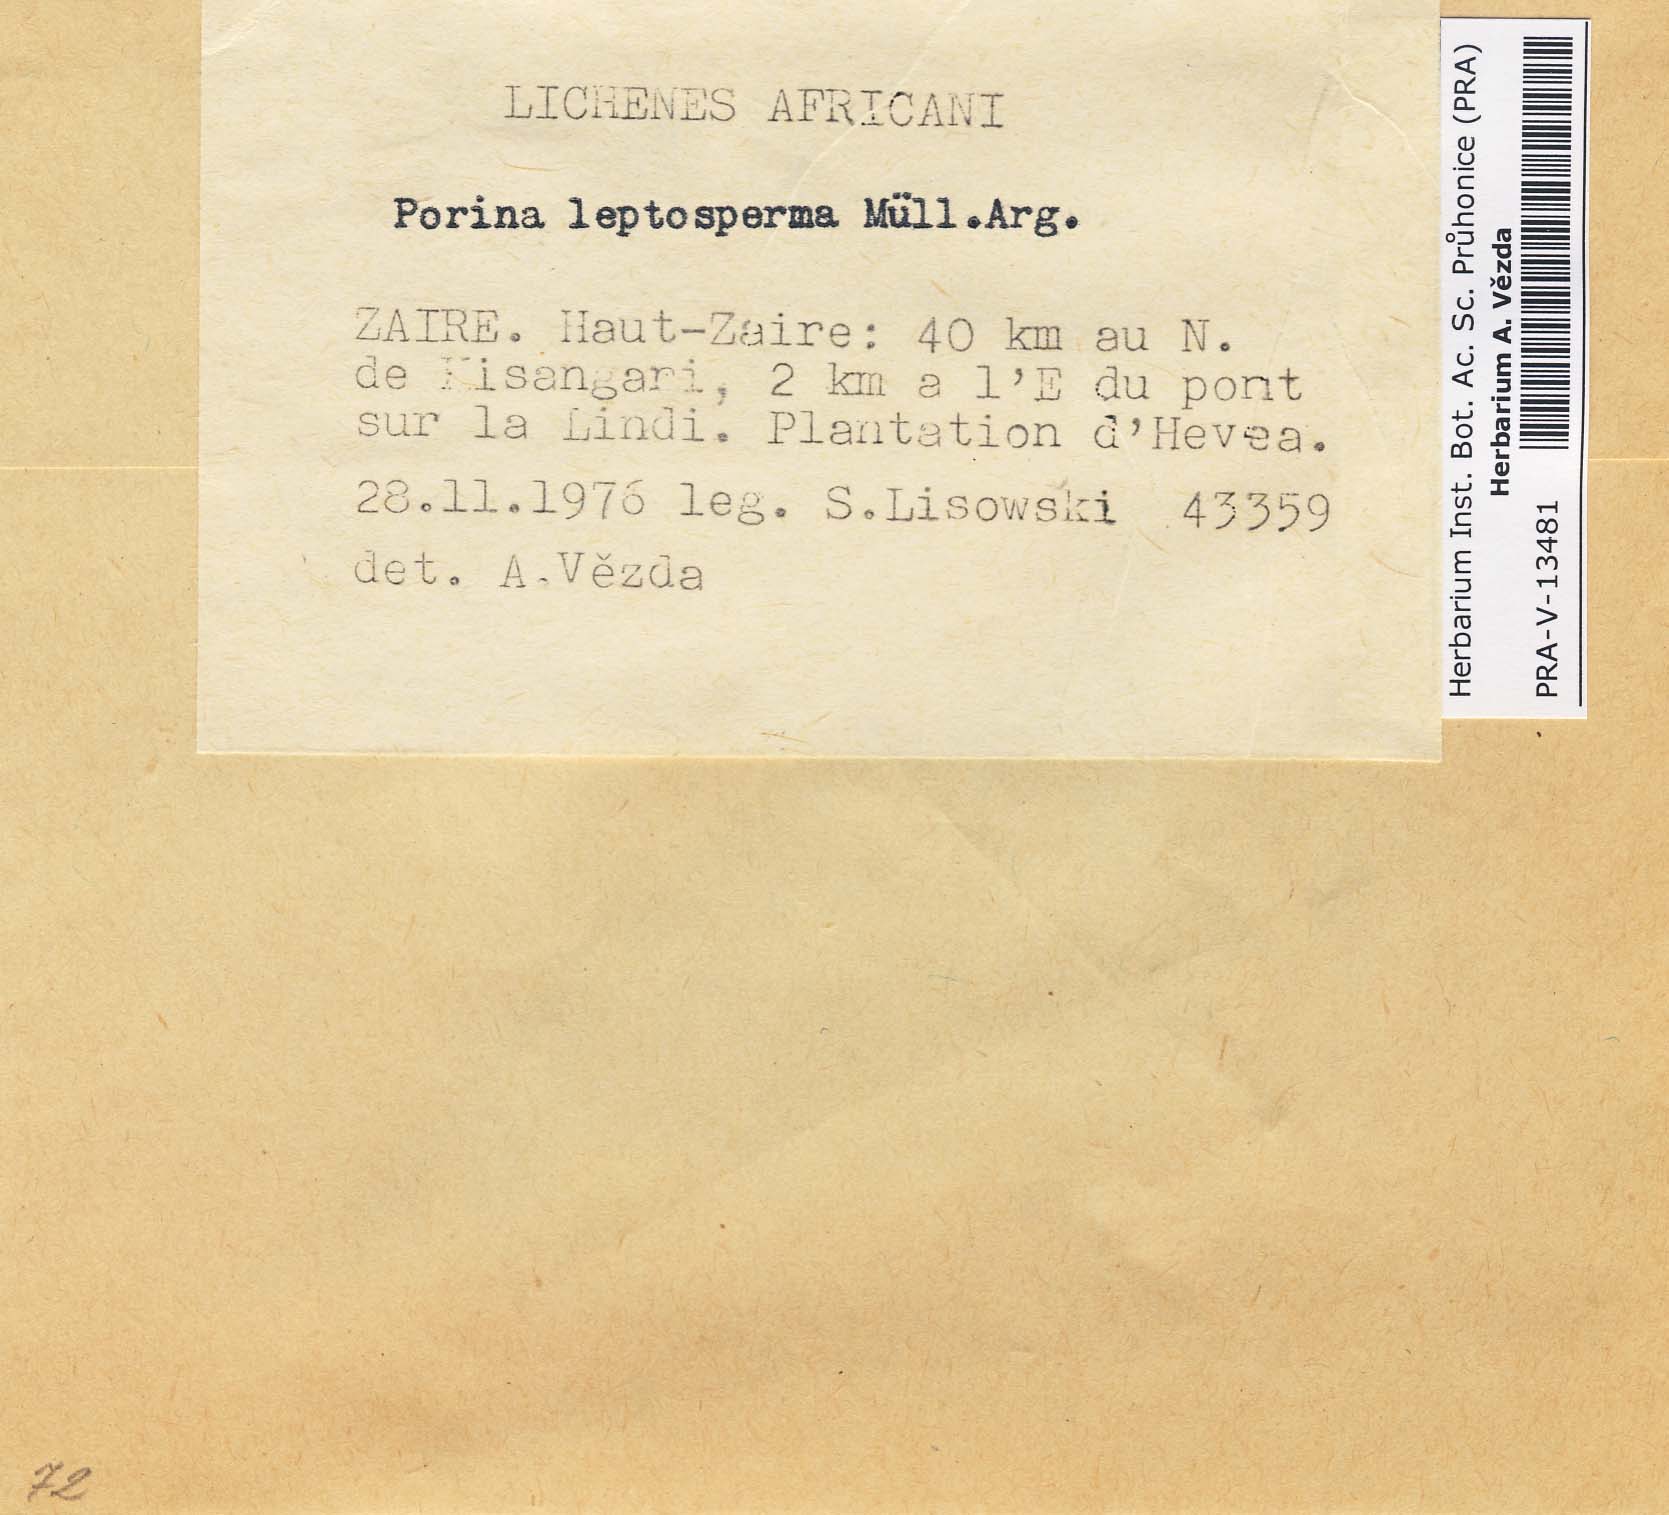 LICHENES AFRICANI
Porina leptosperma Müll.Arg.
ZAIRE. Haut-Zaire: 40 km au N.
de Kisangari, 2 km a l'E du pont
sur la Lindi. Plantation d'Hevea.
28.11.1976 leg. S.Lisowski 43359
det. A.Vězda
Herbarium Inst. Bot. Ac. Sc. Průhonice (PRA)
Herbarium A. Vězda
PRA-V-13481
72